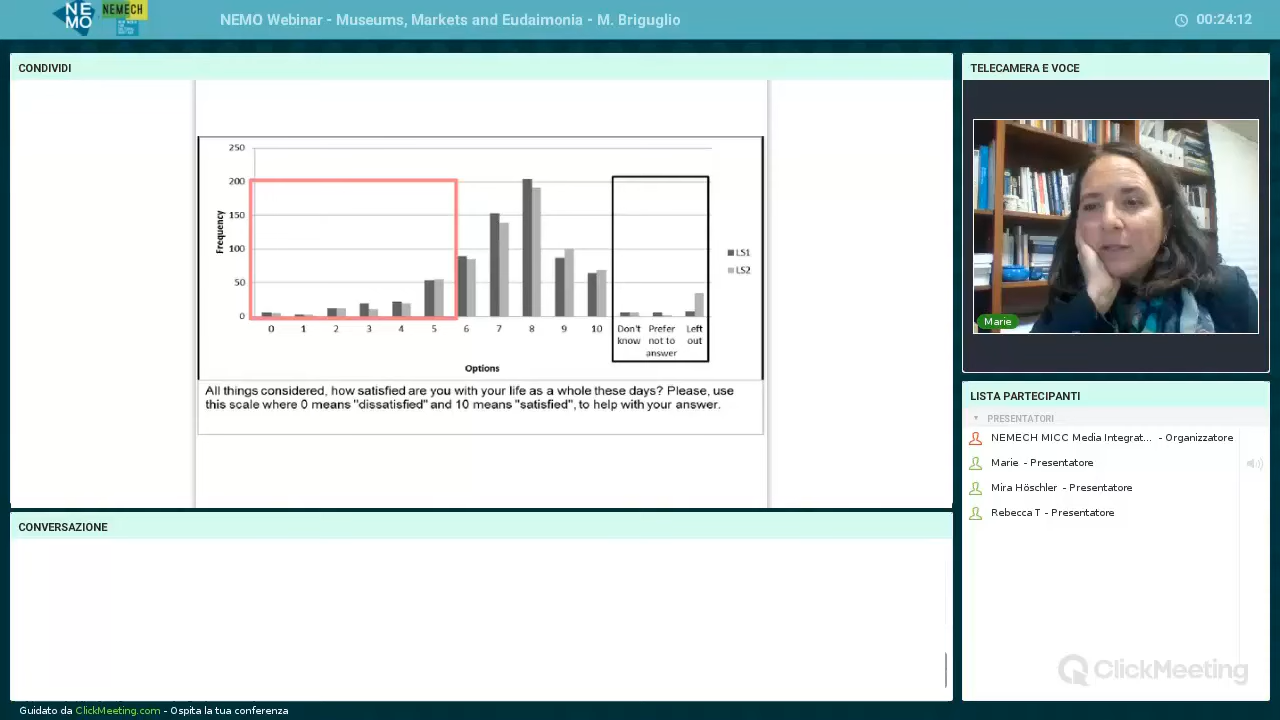 NE
MO
NEMECH
NEMO Webinar - Museums, Markets and Eudaimonia - M. Briguglio
00:24:12
CONDIVIDI
250
200
150
100
50
0
Frequency
0 1 2 3 4 5 6 7 8 9 10 Don't know Prefer not to answer Left out
Options
LS1
LS2
All things considered, how satisfied are you with your life as a whole these days? Please, use
this scale where 0 means "dissatisfied" and 10 means "satisfied", to help with your answer.
TELECAMERA E VOCE
Marie
LISTA PARTECIPANTI
PRESENTATORI
NEMECH MICC Media Integrat... - Organizzatore
Marie - Presentatore
Mira Höschler - Presentatore
Rebecca T - Presentatore
CONVERSAZIONE
ClickMeeting
Guidato da ClickMeeting.com - Ospita la tua conferenza